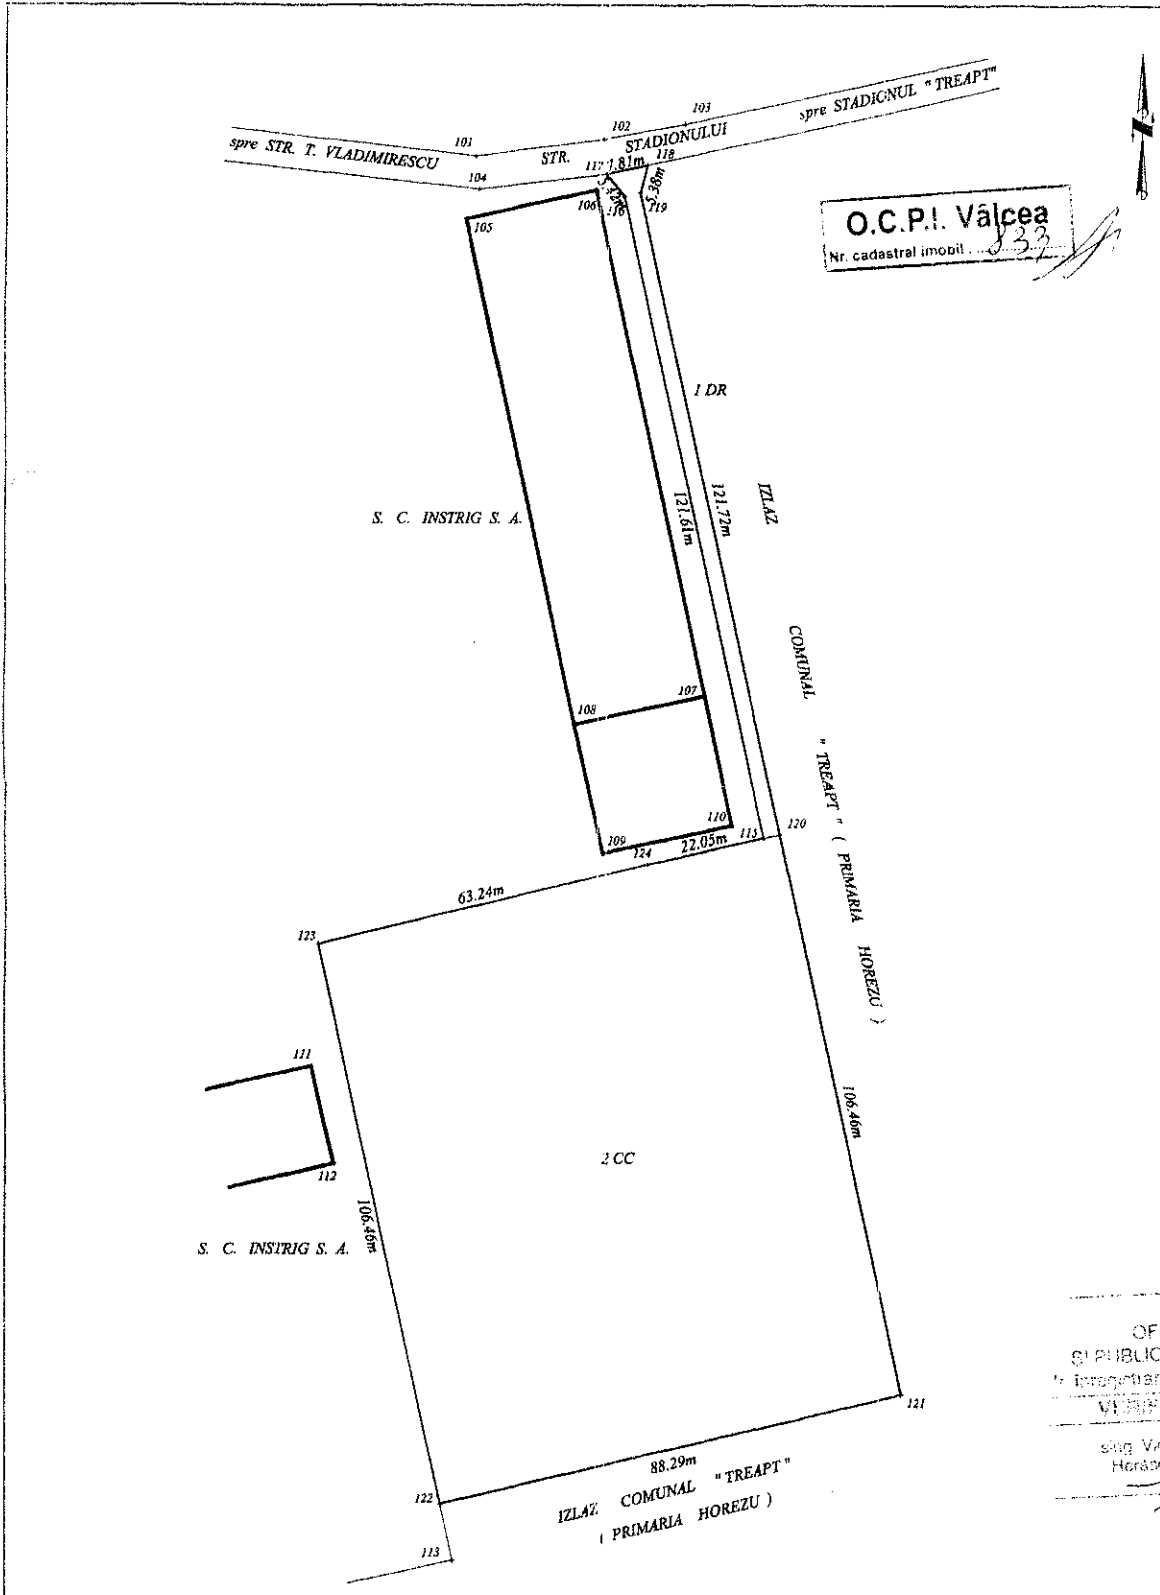 103
102
101
spre STR. T. VLADIMIRESCU
STR.
STADIONULUI
spre STADIONUL "TREAPT"
104
117
118
5.38m
106
116
119
105
N
O.C.P.I. Vâlcea
Nr. cadastral imobil 833
1 DR
S. C. INSTRIG S. A.
121.61m
121.72m
IZLAZ
COMUNAL
"TREAPT"
( PRIMARIA
HOREZU )
107
108
110
109
124
22.05m
115
120
63.24m
123
111
112
106.46m
106.46m
2 CC
S. C. INSTRIG S. A.
121
88.29m
122
IZLAZ COMUNAL "TREAPT"
( PRIMARIA HOREZU )
113
OF